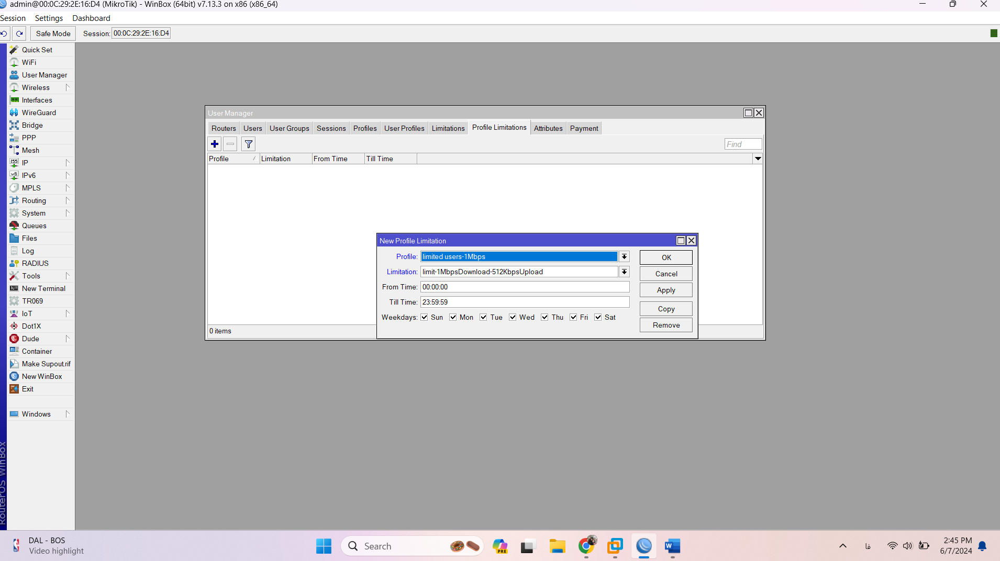 admin@00:0C:29:2E:16:D4 (MikroTik) - WinBox (64bit) v7.13.3 on x86 (x86_64)
Session Settings Dashboard
Safe Mode Session: 00:0C:29:2E:16:D4
Quick Set
WiFi
User Manager
Wireless
Interfaces
WireGuard
Bridge
PPP
Mesh
IP
IPv6
MPLS
Routing
System
Queues
Files
Log
RADIUS
Tools
New Terminal
TR069
IoT
Dot1X
Dude
Container
Make Supout.rif
New WinBox
Exit
Windows
RouterOS WinBox
User Manager
Routers Users User Groups Sessions Profiles User Profiles Limitations Profile Limitations Attributes Payment
Find
Profile Limitation From Time Till Time
0 items
New Profile Limitation
Profile: limited users-1Mbps
Limitation: limit-1MbpsDownload-512KbpsUpload
From Time: 00:00:00
Till Time: 23:59:59
Weekdays: Sun Mon Tue Wed Thu Fri Sat
OK
Cancel
Apply
Copy
Remove
DAL - BOS
Video highlight
Search
PRE
فا
2:45 PM
6/7/2024